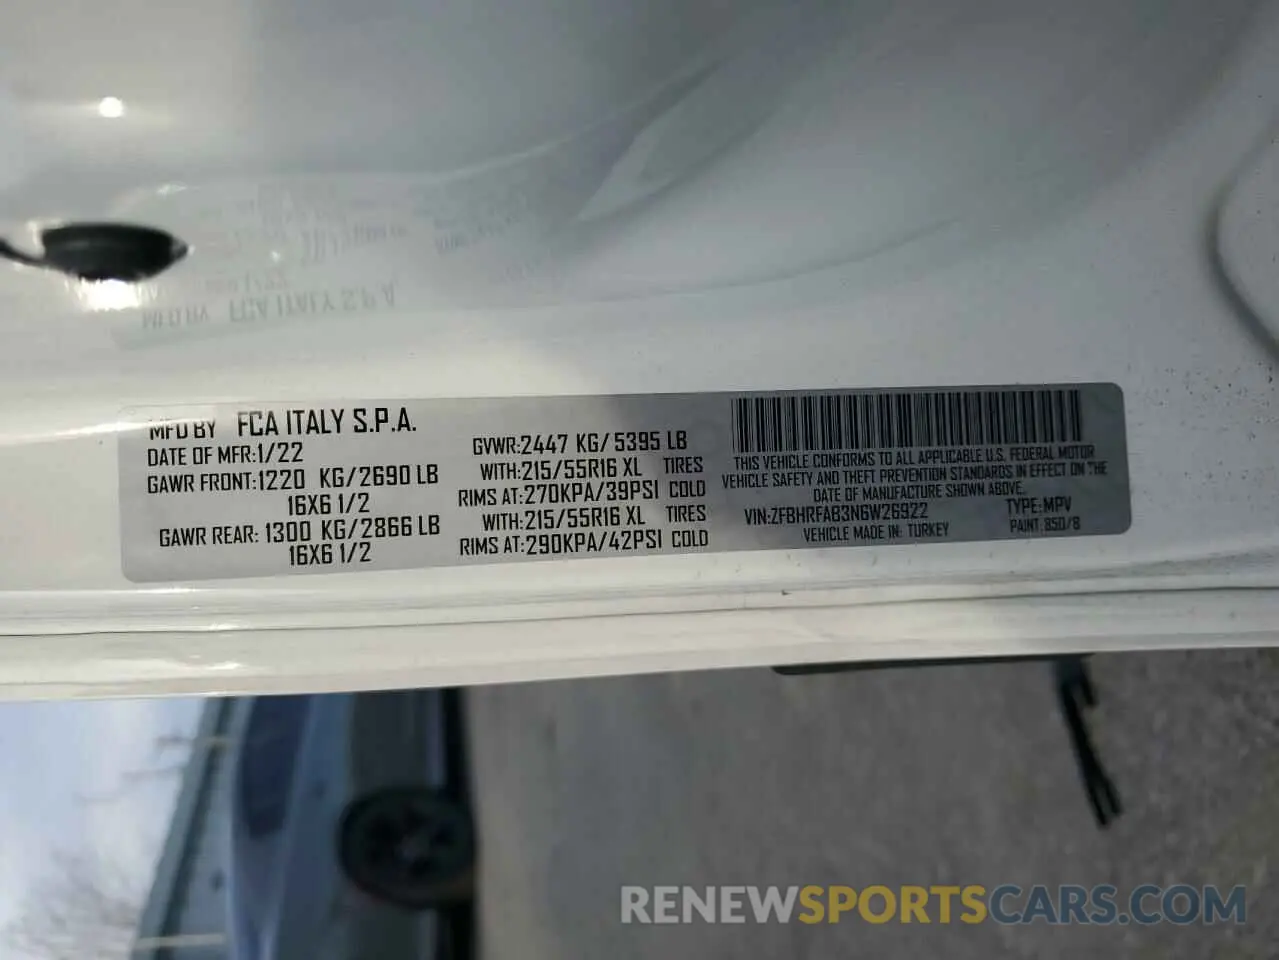 MFD BY FCA ITALY S.P.A.
DATE OF MFR:1/22
GAWR FRONT:1220 KG/2690 LB
16X6 1/2
GAWR REAR: 1300 KG/2866 LB
16X6 1/2
GVWR:2447 KG/5395 LB
WITH:215/55R16 XL TIRES
RIMS AT:270KPA/39PSI COLD
WITH:215/55R16 XL TIRES
RIMS AT:290KPA/42PSI COLD
THIS VEHICLE CONFORMS TO ALL APPLICABLE U.S. FEDERAL MOTOR
VEHICLE SAFETY AND THEFT PREVENTION STANDARDS IN EFFECT ON THE
DATE OF MANUFACTURE SHOWN ABOVE.
VIN:ZFBHRFAB3N6W26922 TYPE:MPV
VEHICLE MADE IN: TURKEY PAINT:850/B
RENEWSPORTSCARS.COM